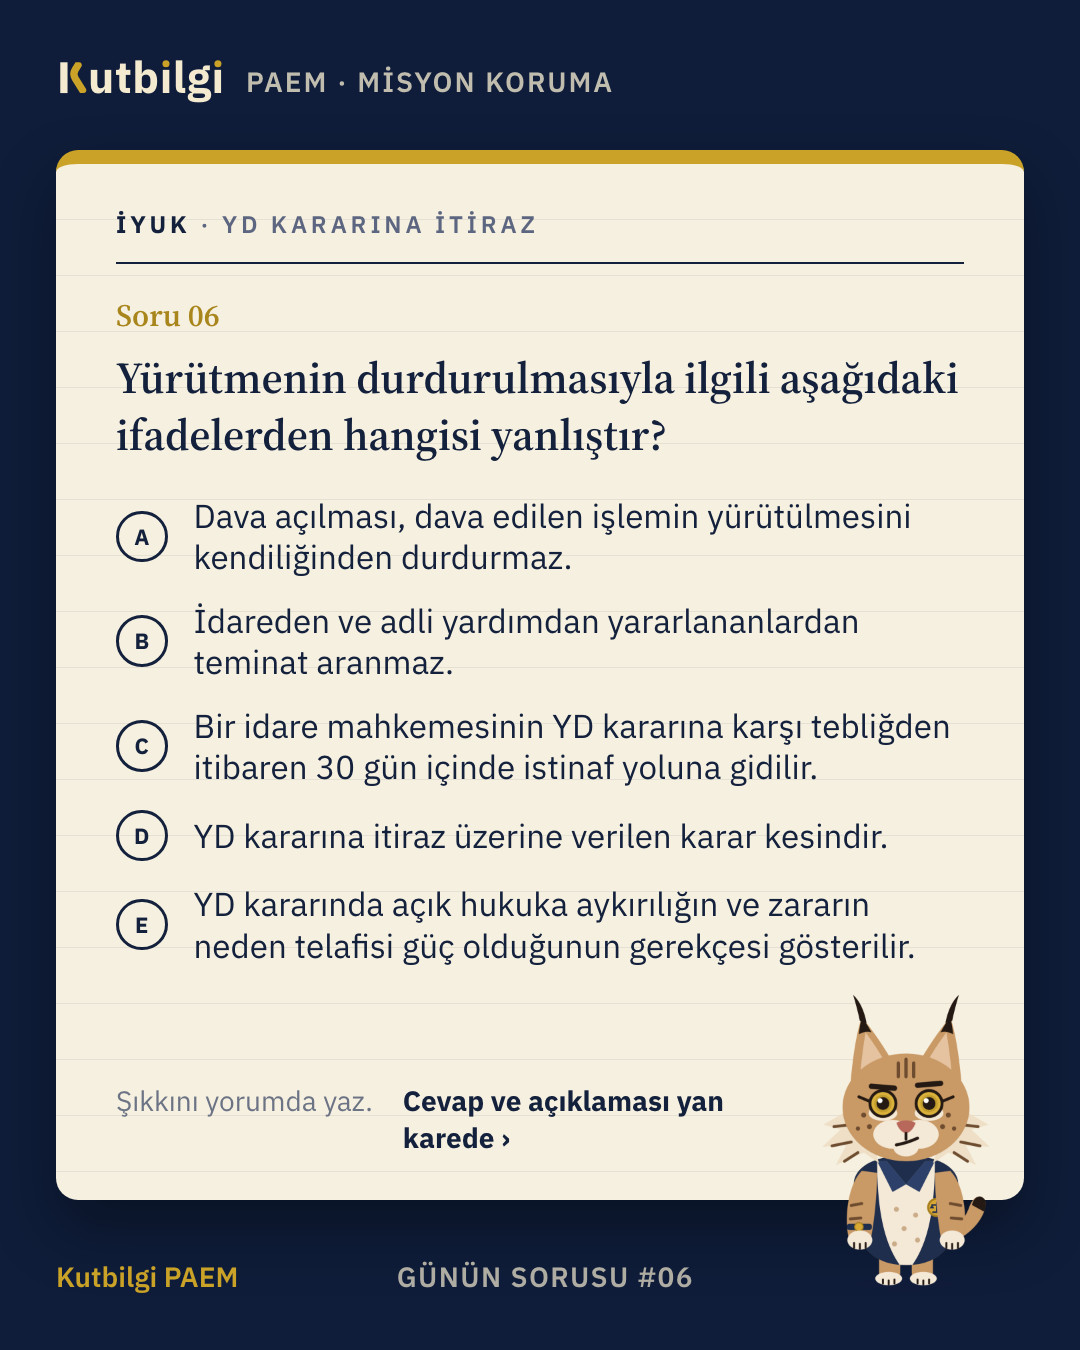 Kutbilgi PAEM · MİSYON KORUMA
İYUK · YD KARARINA İTİRAZ
Soru 06
Yürütmenin durdurulmasıyla ilgili aşağıdaki
ifadelerden hangisi yanlıştır?
A Dava açılması, dava edilen işlemin yürütülmesini
kendiliğinden durdurmaz.
B İdareden ve adli yardımdan yararlananlardan
teminat aranmaz.
C Bir idare mahkemesinin YD kararına karşı tebliğden
itibaren 30 gün içinde istinaf yoluna gidilir.
D YD kararına itiraz üzerine verilen karar kesindir.
E YD kararında açık hukuka aykırılığın ve zararın
neden telafisi güç olduğunun gerekçesi gösterilir.
Şıkkını yorumda yaz. Cevap ve açıklaması yan
karede ›
Kutbilgi PAEM GÜNÜN SORUSU #06